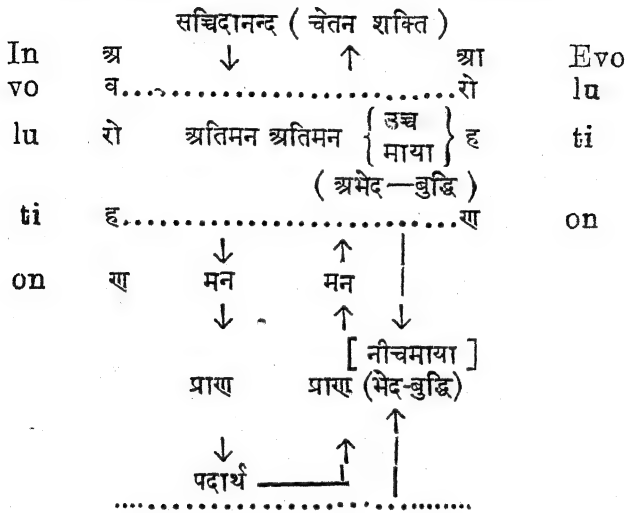 सच्चिदानन्द ( चेतन शक्ति )
In अ ↓ ↑ आ Evo
vo व..............................रो lu
lu रो अतिमन अतिमन { उच्च माया } ह ti
( अभेद—बुद्धि )
ti ह..............................ण on
↓ ↑
on ण मन मन
↓ ↑ ↓
[ नीचमाया ]
प्राण प्राण (भेद-बुद्धि)
↓ ↑ ↑
पदार्थ